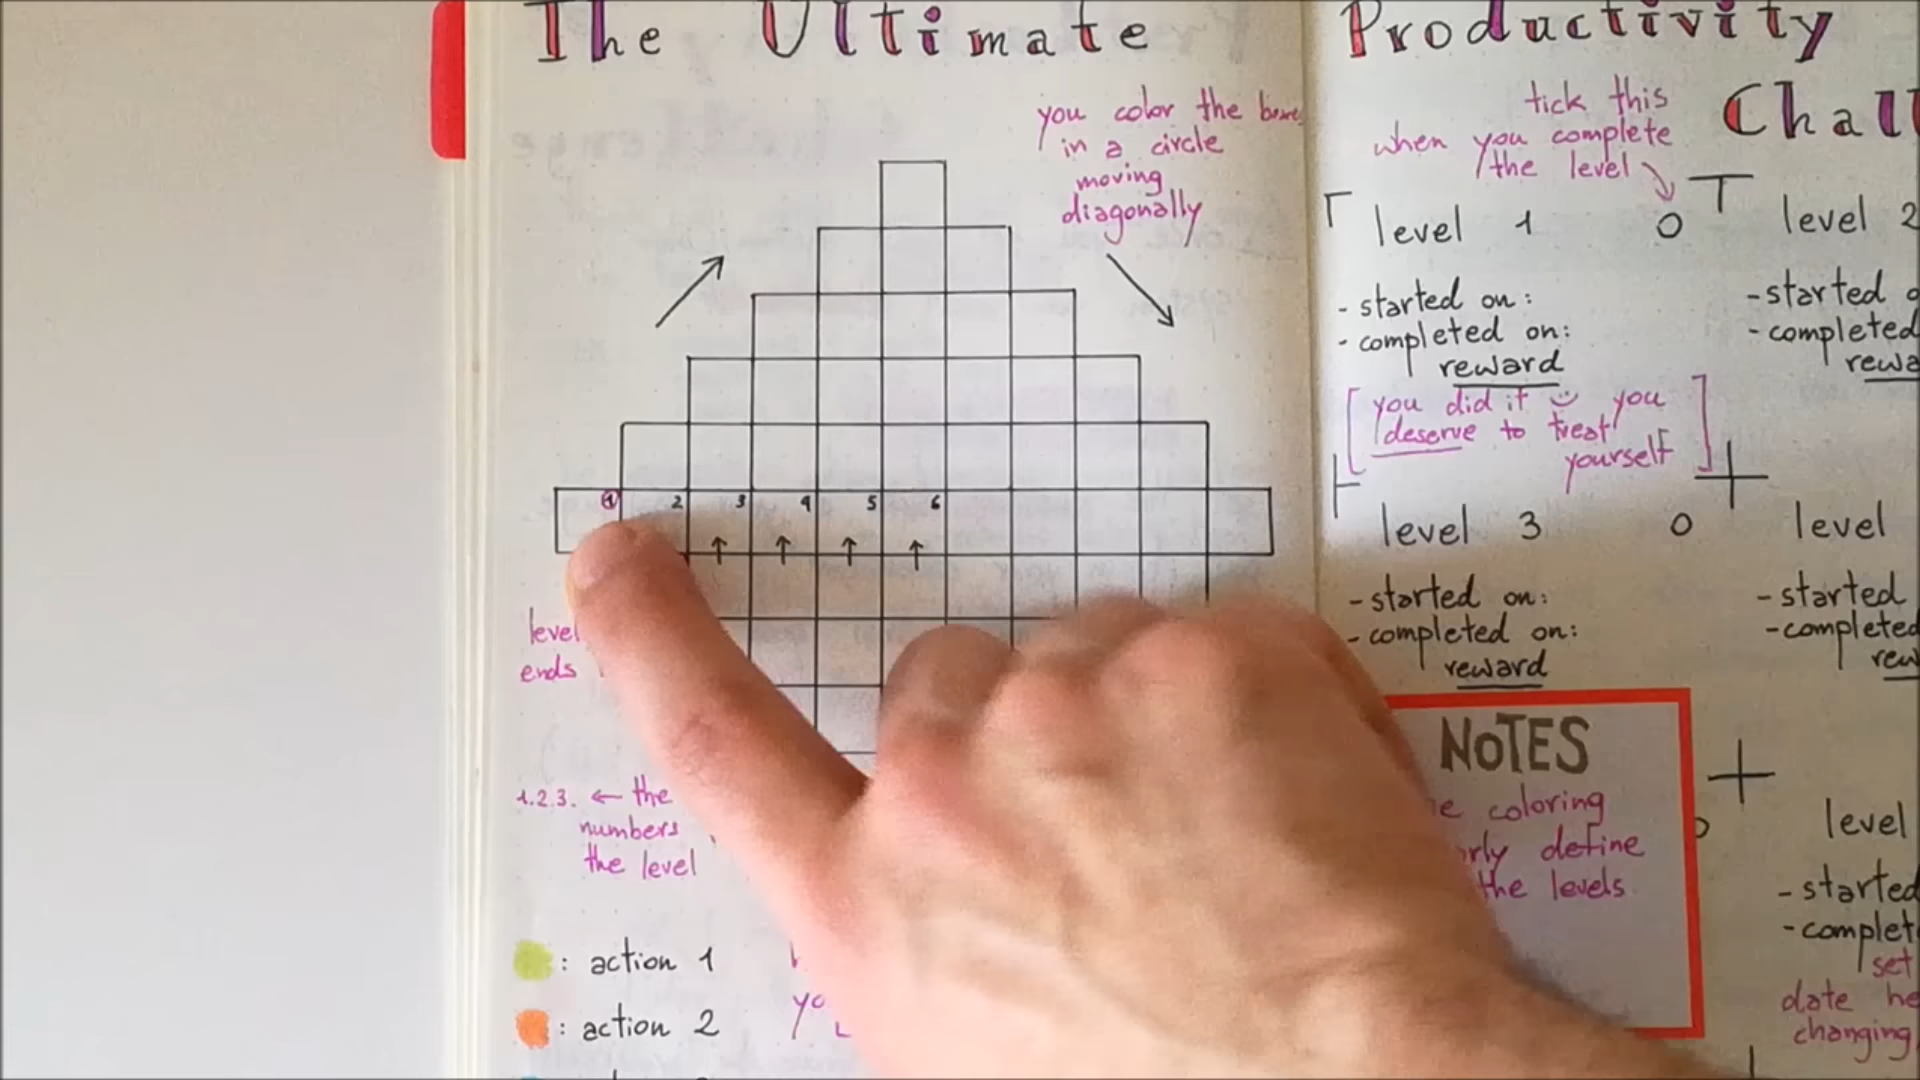 The Ultimate Productivity
Chall
you color the boxes
in a circle
moving
diagonally
1 2 3 4 5 6
level
ends
1.2.3. ← the
numbers
the level
: action 1
: action 2
tick this
when you complete
the level
level 1 O
- started on:
- completed on:
reward
[you did it you
deserve to treat
yourself]
level 2
- started
- completed
rewa
level 3 O
- started on:
- completed on:
reward
level
- started
- completed
rew
NOTES
coloring
define
the levels
level
- started
- complet
set
date he
changing